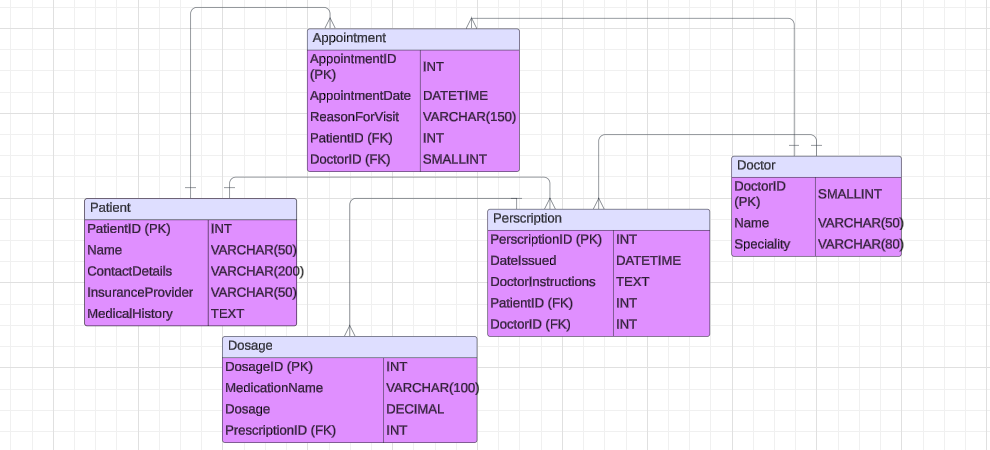 Appointment
AppointmentID
(PK)
INT
AppointmentDate DATETIME
ReasonForVisit VARCHAR(150)
PatientID (FK) INT
DoctorID (FK) SMALLINT
Doctor
DoctorID
(PK)
SMALLINT
Name VARCHAR(50)
Speciality VARCHAR(80)
Patient
PatientID (PK) INT
Name VARCHAR(50)
ContactDetails VARCHAR(200)
InsuranceProvider VARCHAR(50)
MedicalHistory TEXT
Perscription
PerscriptionID (PK) INT
DateIssued DATETIME
DoctorInstructions TEXT
PatientID (FK) INT
DoctorID (FK) INT
Dosage
DosageID (PK) INT
MedicationName VARCHAR(100)
Dosage DECIMAL
PrescriptionID (FK) INT